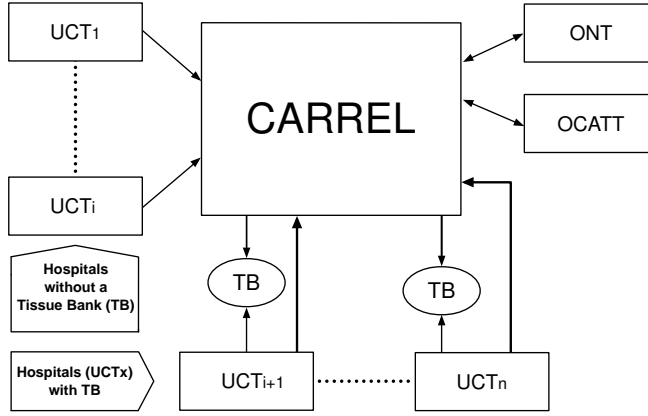 UCT1
ONT
CARREL
OCATT
UCTi
Hospitals
without a
Tissue Bank (TB)
TB
TB
Hospitals (UCTx)
with TB
UCTi+1
UCTn